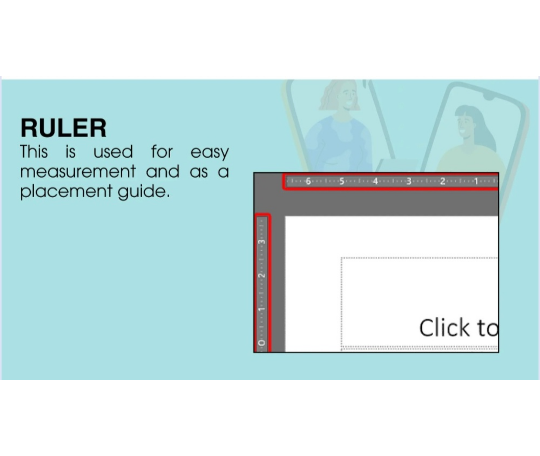 RULER
This is used for easy
measurement and as a
placement guide.
6 5 4 3 2 1
3
2
1
0
Click to